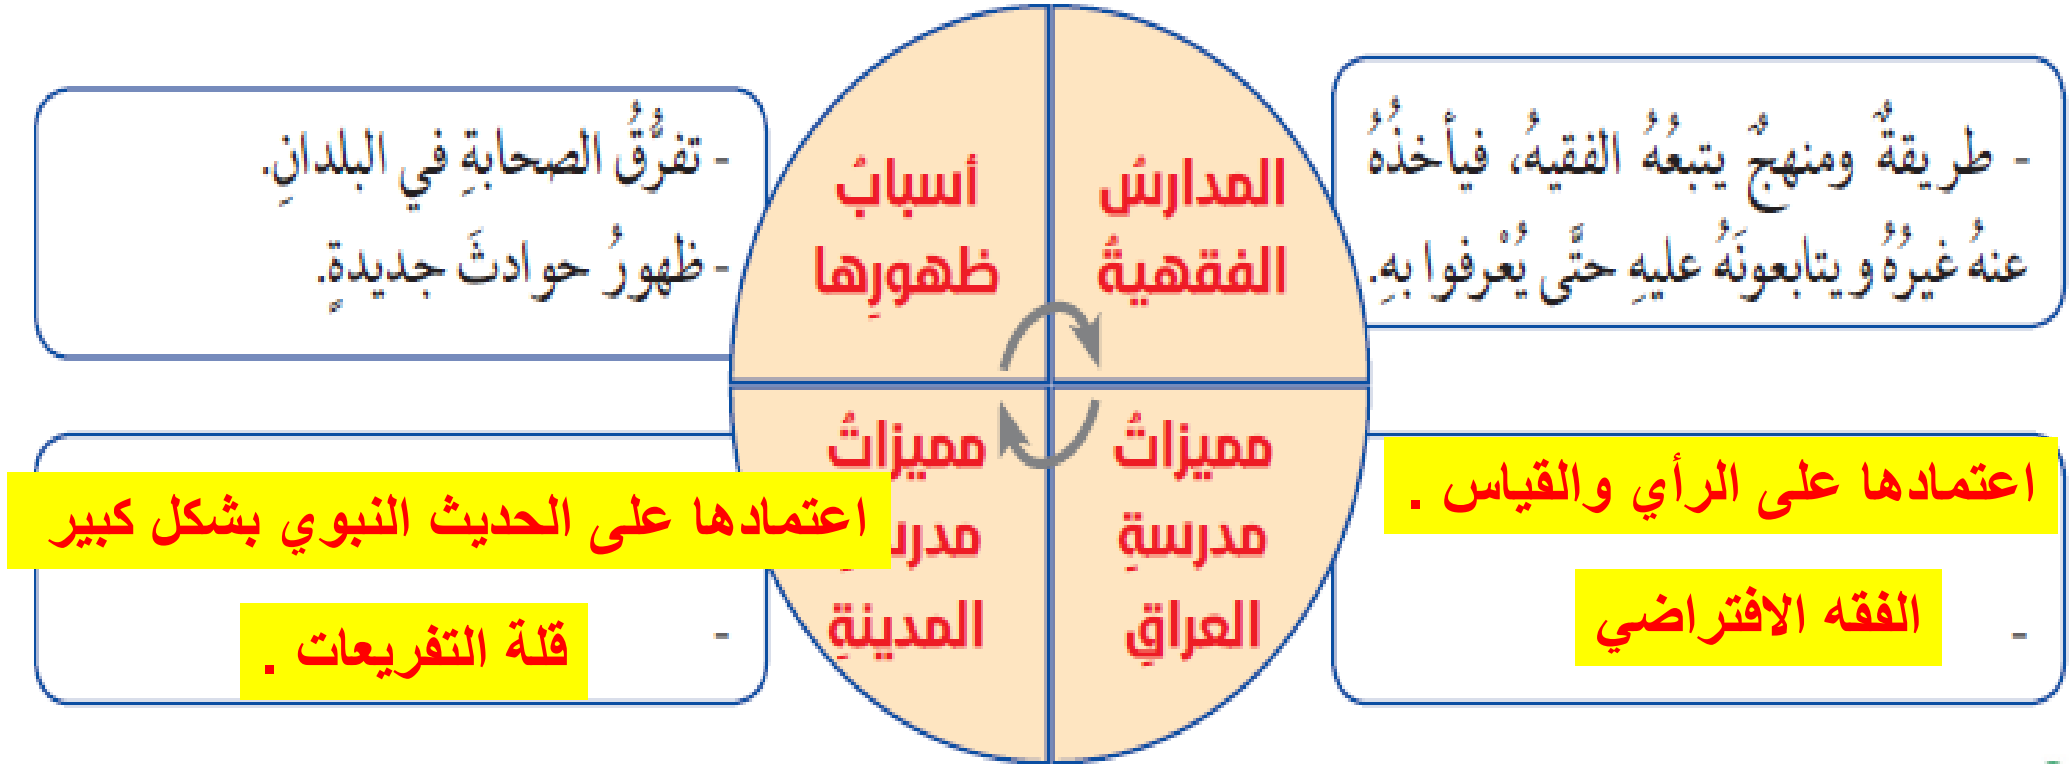 المدارسُ
الفقهيةُ
- طريقةٌ ومنهجٌ يتبعُهُ الفقيهُ، فيأخذُهُ
عنهُ غيرُهُ ويتابعونَهُ عليهِ حتَّى يُعْرفوا بهِ.
أسبابُ
ظهورِها
- تفرُّقُ الصحابةِ في البلدانِ.
- ظهورُ حوادثَ جديدةٍ.
مميزاتُ
مدرسةِ
العراقِ
اعتمادها على الرأي والقياس .
- الفقه الافتراضي
مميزاتُ
المدينةِ
اعتمادها على الحديث النبوي بشكل كبير
- قلة التفريعات .